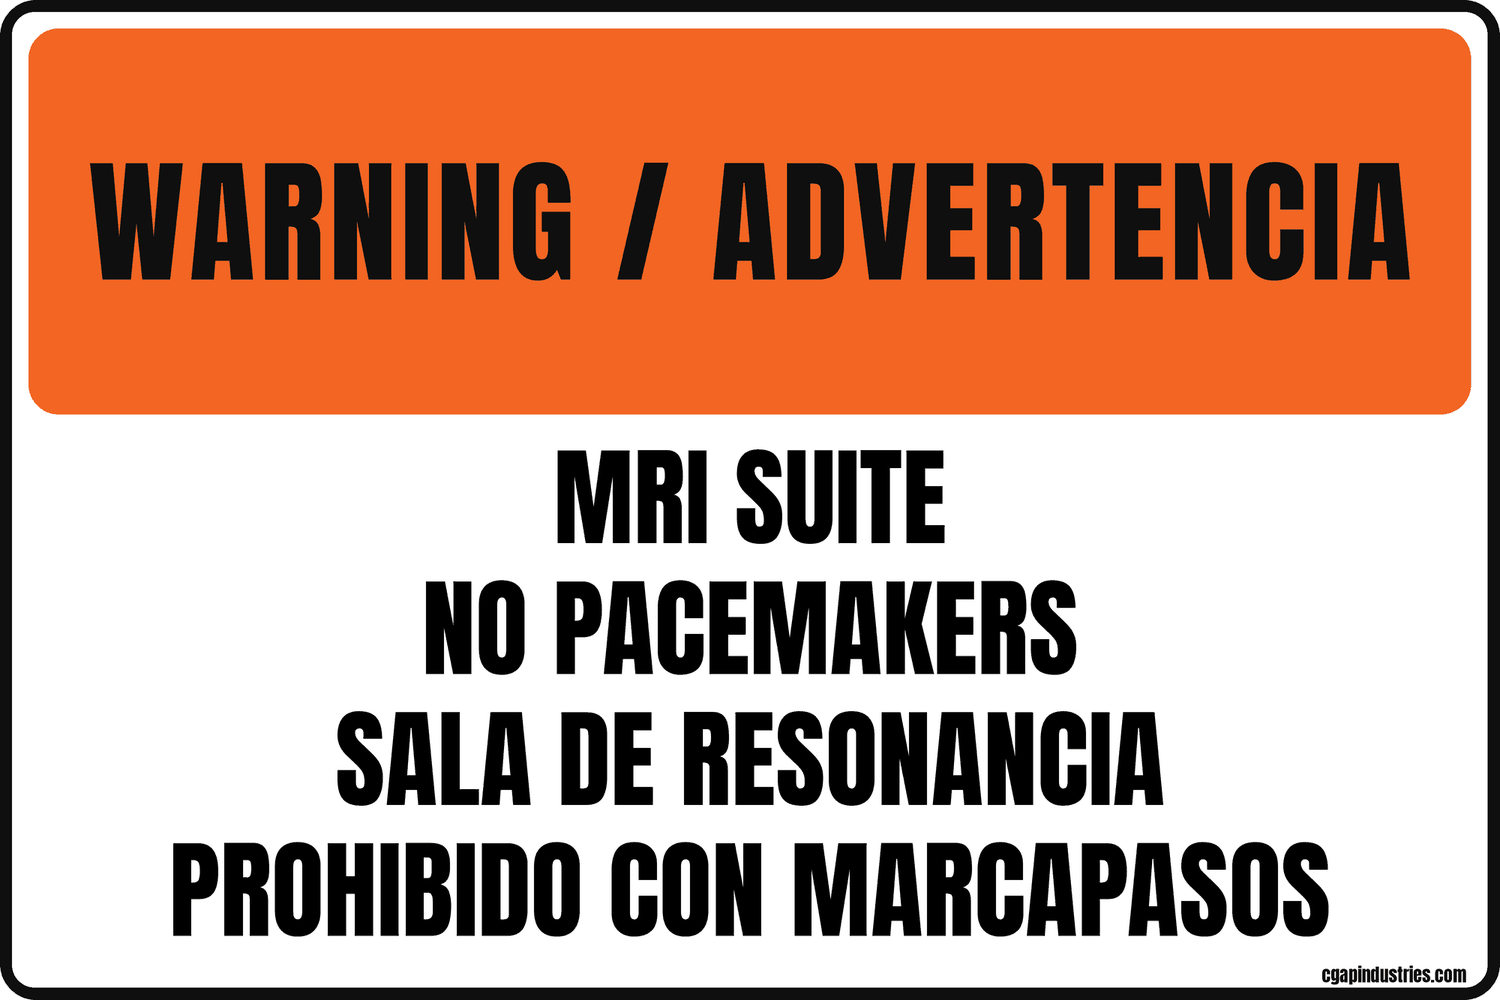 WARNING / ADVERTENCIA
MRI SUITE
NO PACEMAKERS
SALA DE RESONANCIA
PROHIBIDO CON MARCAPASOS
cgapindustries.com